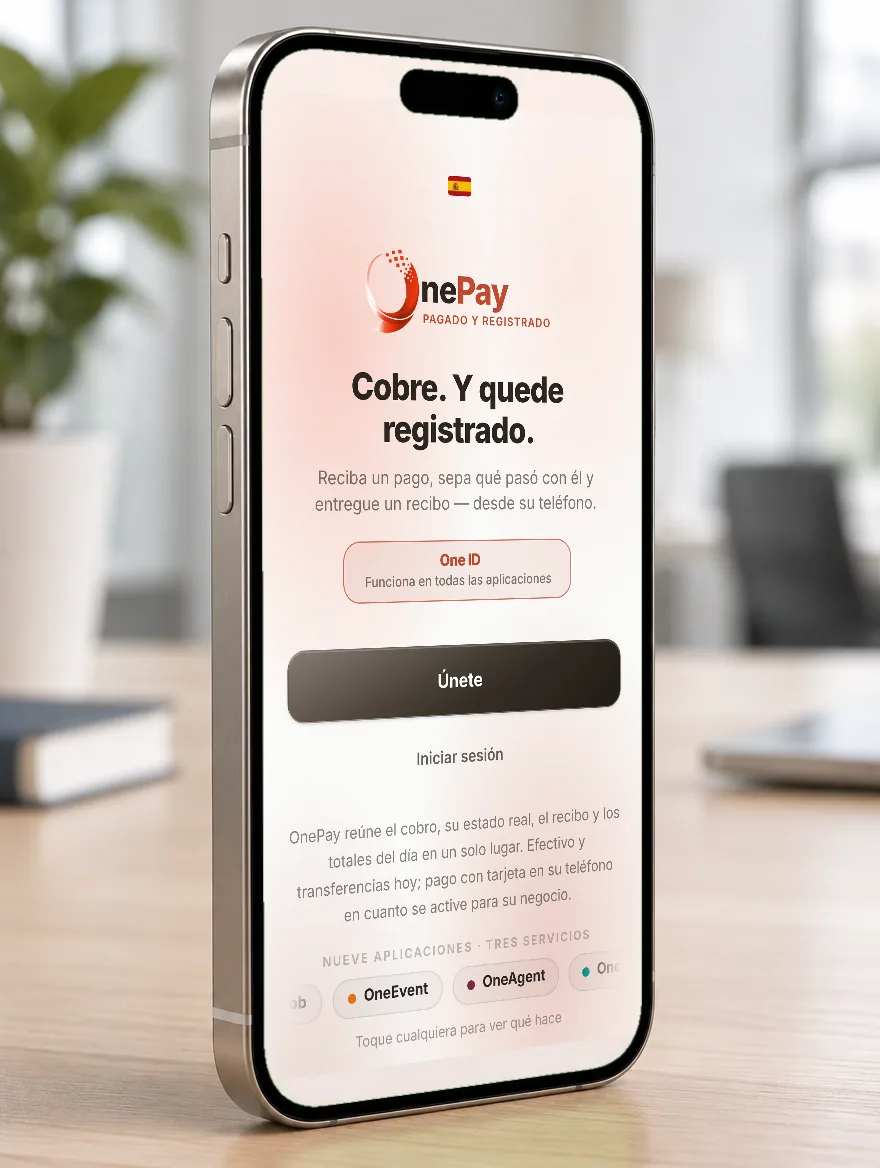 OnePay
PAGADO Y REGISTRADO
Cobre. Y quede
registrado.
Reciba un pago, sepa qué pasó con él y
entregue un recibo — desde su teléfono.
One ID
Funciona en todas las aplicaciones
Únete
Iniciar sesión
OnePay reúne el cobro, su estado real, el recibo y los
totales del día en un solo lugar. Efectivo y
transferencias hoy; pago con tarjeta en su teléfono
en cuanto se active para su negocio.
NUEVE APLICACIONES · TRES SERVICIOS
ob OneEvent OneAgent One
Toque cualquiera para ver qué hace